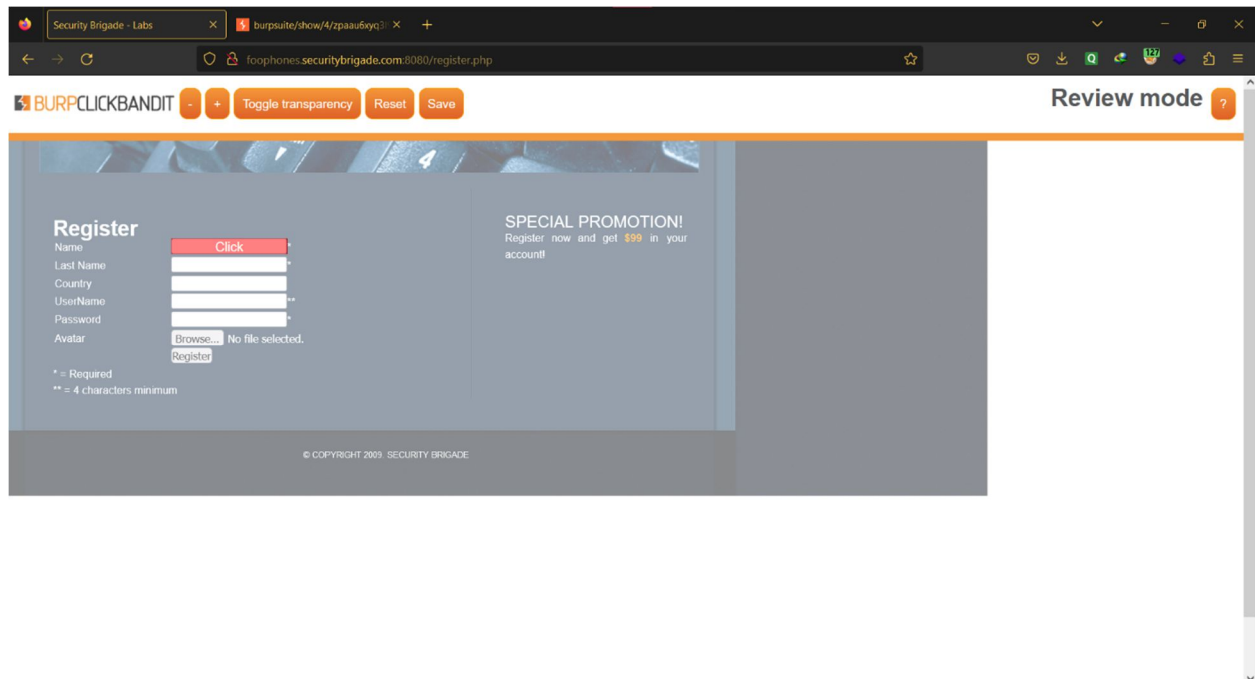 Security Brigade - Labs
burpsuite/show/4/zpaau6xyq3
foophones.securitybrigade.com:8080/register.php
127
BURPCLICKBANDIT - + Toggle transparency Reset Save
Review mode ?
4
Register
Name Click *
Last Name *
Country
UserName **
Password *
Avatar Browse... No file selected.
Register
* = Required
** = 4 characters minimum
SPECIAL PROMOTION!
Register now and get $99 in your
account!
© COPYRIGHT 2009. SECURITY BRIGADE